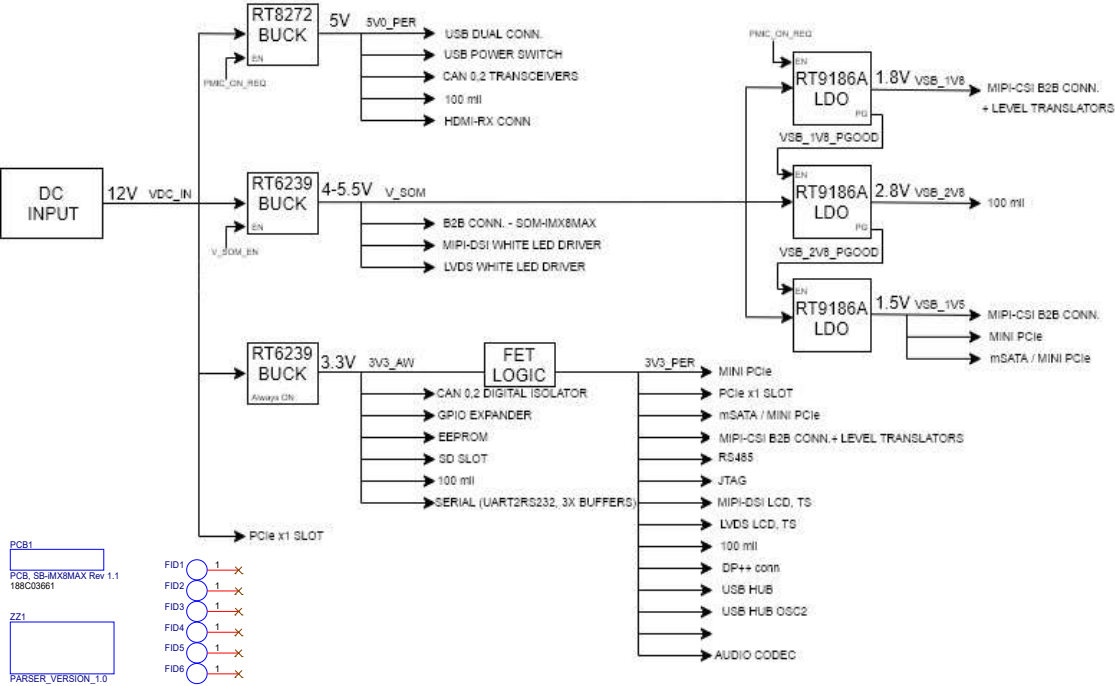 RT8272
BUCK
EN
PMIC_ON_REQ
5V
5V0_PER
USB DUAL CONN.
USB POWER SWITCH
CAN 0,2 TRANSCEIVERS
100 mil
HDMI-RX CONN
DC
INPUT
12V
VDC_IN
RT6239
BUCK
EN
V_SOM_EN
4-5.5V
V_SOM
B2B CONN. - SOM-IMX8MAX
MIPI-DSI WHITE LED DRIVER
LVDS WHITE LED DRIVER
PMIC_ON_REQ
EN
RT9186A
LDO
PG
1.8V
VSB_1V8
MIPI-CSI B2B CONN.
+ LEVEL TRANSLATORS
VSB_1V8_PGOOD
EN
RT9186A
LDO
PG
2.8V
VSB_2V8
100 mil
VSB_2V8_PGOOD
EN
RT9186A
LDO
1.5V
VSB_1V5
MIPI-CSI B2B CONN.
MINI PCIe
mSATA / MINI PCIe
RT6239
BUCK
Always ON
3.3V
3V3_AW
CAN 0,2 DIGITAL ISOLATOR
GPIO EXPANDER
EEPROM
SD SLOT
100 mil
SERIAL (UART2RS232, 3X BUFFERS)
FET
LOGIC
3V3_PER
MINI PCIe
PCIe x1 SLOT
mSATA / MINI PCIe
MIPI-CSI B2B CONN.+ LEVEL TRANSLATORS
RS485
JTAG
MIPI-DSI LCD, TS
LVDS LCD, TS
100 mil
DP++ conn
USB HUB
USB HUB OSC2
AUDIO CODEC
PCIe x1 SLOT
PCB1
PCB, SB-iMX8MAX Rev 1.1
188C03661
ZZ1
PARSER_VERSION_1.0
FID1 1
FID2 1
FID3 1
FID4 1
FID5 1
FID6 1